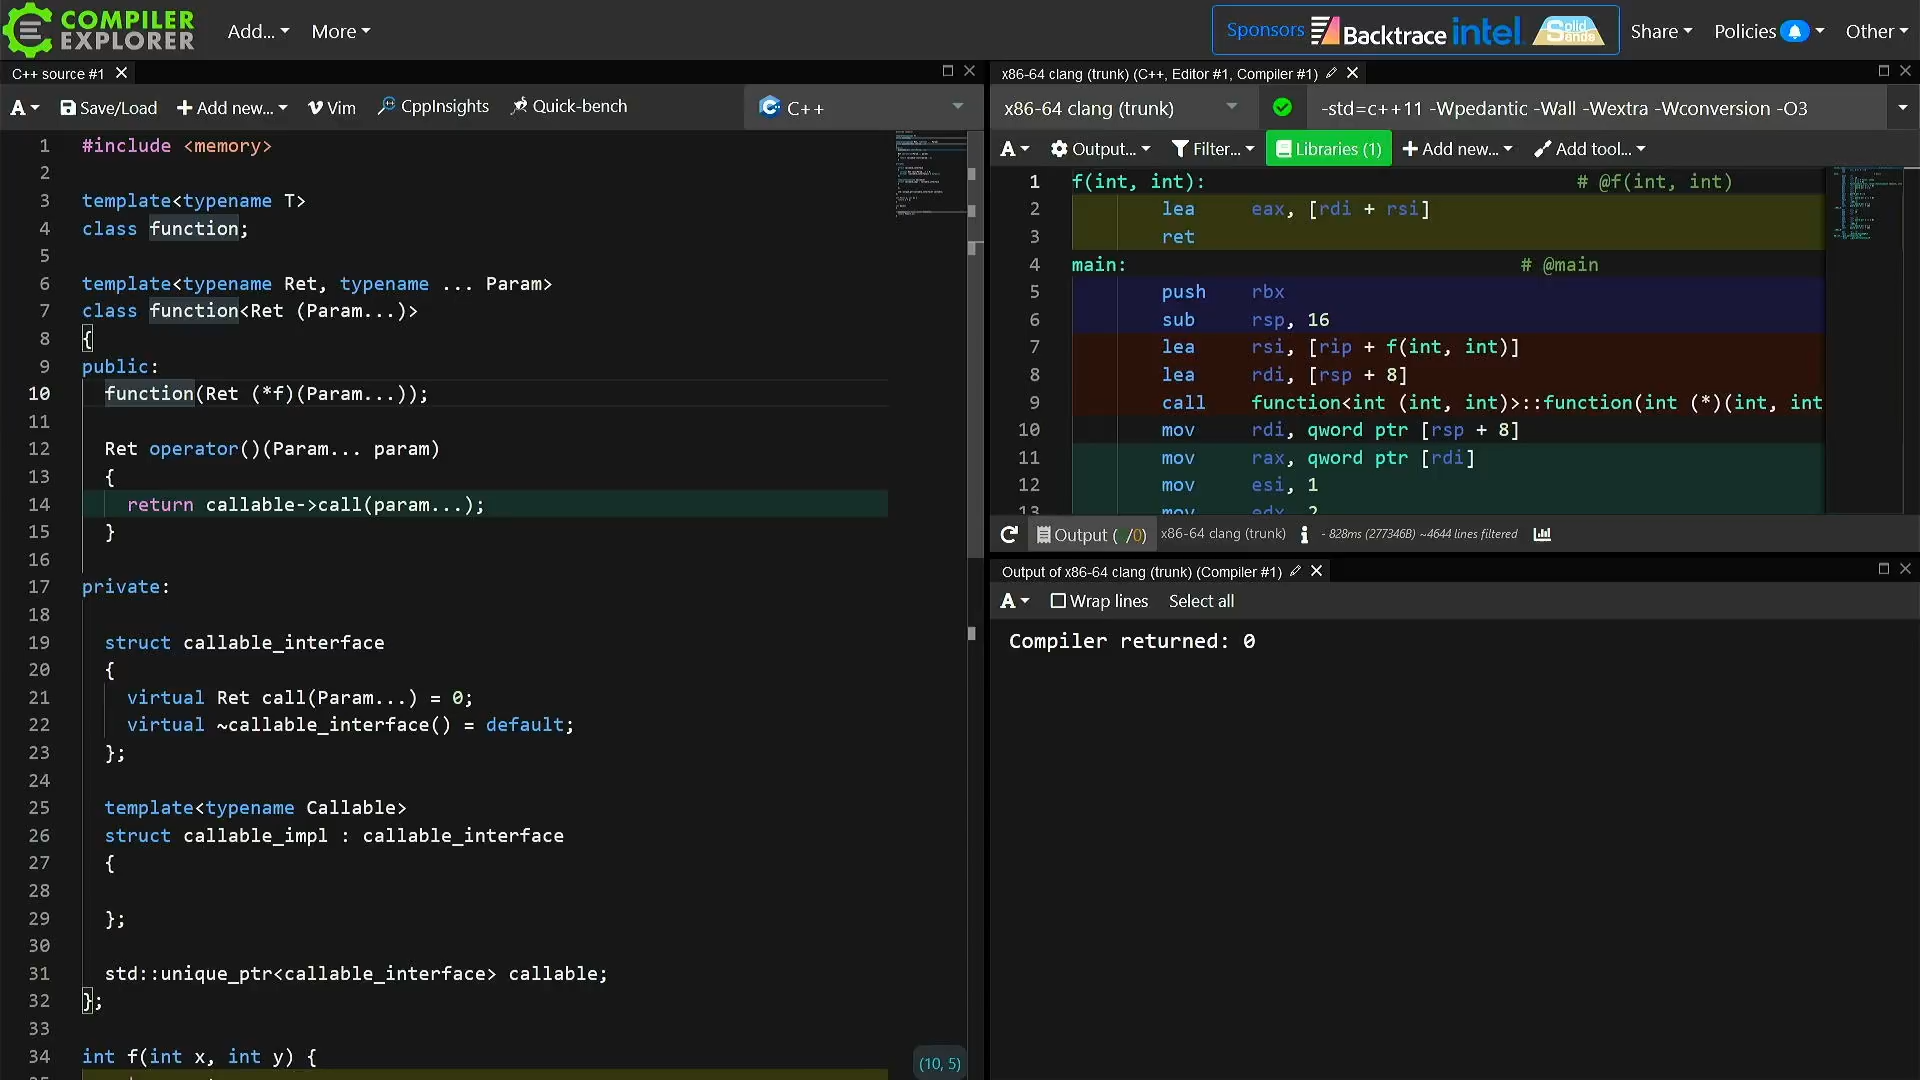 COMPILER
EXPLORER
Add...
More
Sponsors
Backtrace
intel
Solid Sands
Share
Policies
Other
C++ source #1
A
Save/Load
+ Add new...
Vim
CppInsights
Quick-bench
C++
1 #include <memory>
2
3 template<typename T>
4 class function;
5
6 template<typename Ret, typename ... Param>
7 class function<Ret (Param...)>
8 {
9 public:
10 function(Ret (*f)(Param...));
11
12 Ret operator()(Param... param)
13 {
14 return callable->call(param...);
15 }
16
17 private:
18
19 struct callable_interface
20 {
21 virtual Ret call(Param...) = 0;
22 virtual ~callable_interface() = default;
23 };
24
25 template<typename Callable>
26 struct callable_impl : callable_interface
27 {
28
29 };
30
31 std::unique_ptr<callable_interface> callable;
32 };
33
34 int f(int x, int y) {
(10, 5)
x86-64 clang (trunk) (C++, Editor #1, Compiler #1)
x86-64 clang (trunk)
-std=c++11 -Wpedantic -Wall -Wextra -Wconversion -O3
A
Output...
Filter...
Libraries (1)
+ Add new...
Add tool...
1 f(int, int): # @f(int, int)
2 lea eax, [rdi + rsi]
3 ret
4 main: # @main
5 push rbx
6 sub rsp, 16
7 lea rsi, [rip + f(int, int)]
8 lea rdi, [rsp + 8]
9 call function<int (int, int)>::function(int (*)(int, int
10 mov rdi, qword ptr [rsp + 8]
11 mov rax, qword ptr [rdi]
12 mov esi, 1
13 mov edx, 2
Output ( /0)
x86-64 clang (trunk)
- 828ms (277346B) ~4644 lines filtered
Output of x86-64 clang (trunk) (Compiler #1)
A
Wrap lines
Select all
Compiler returned: 0